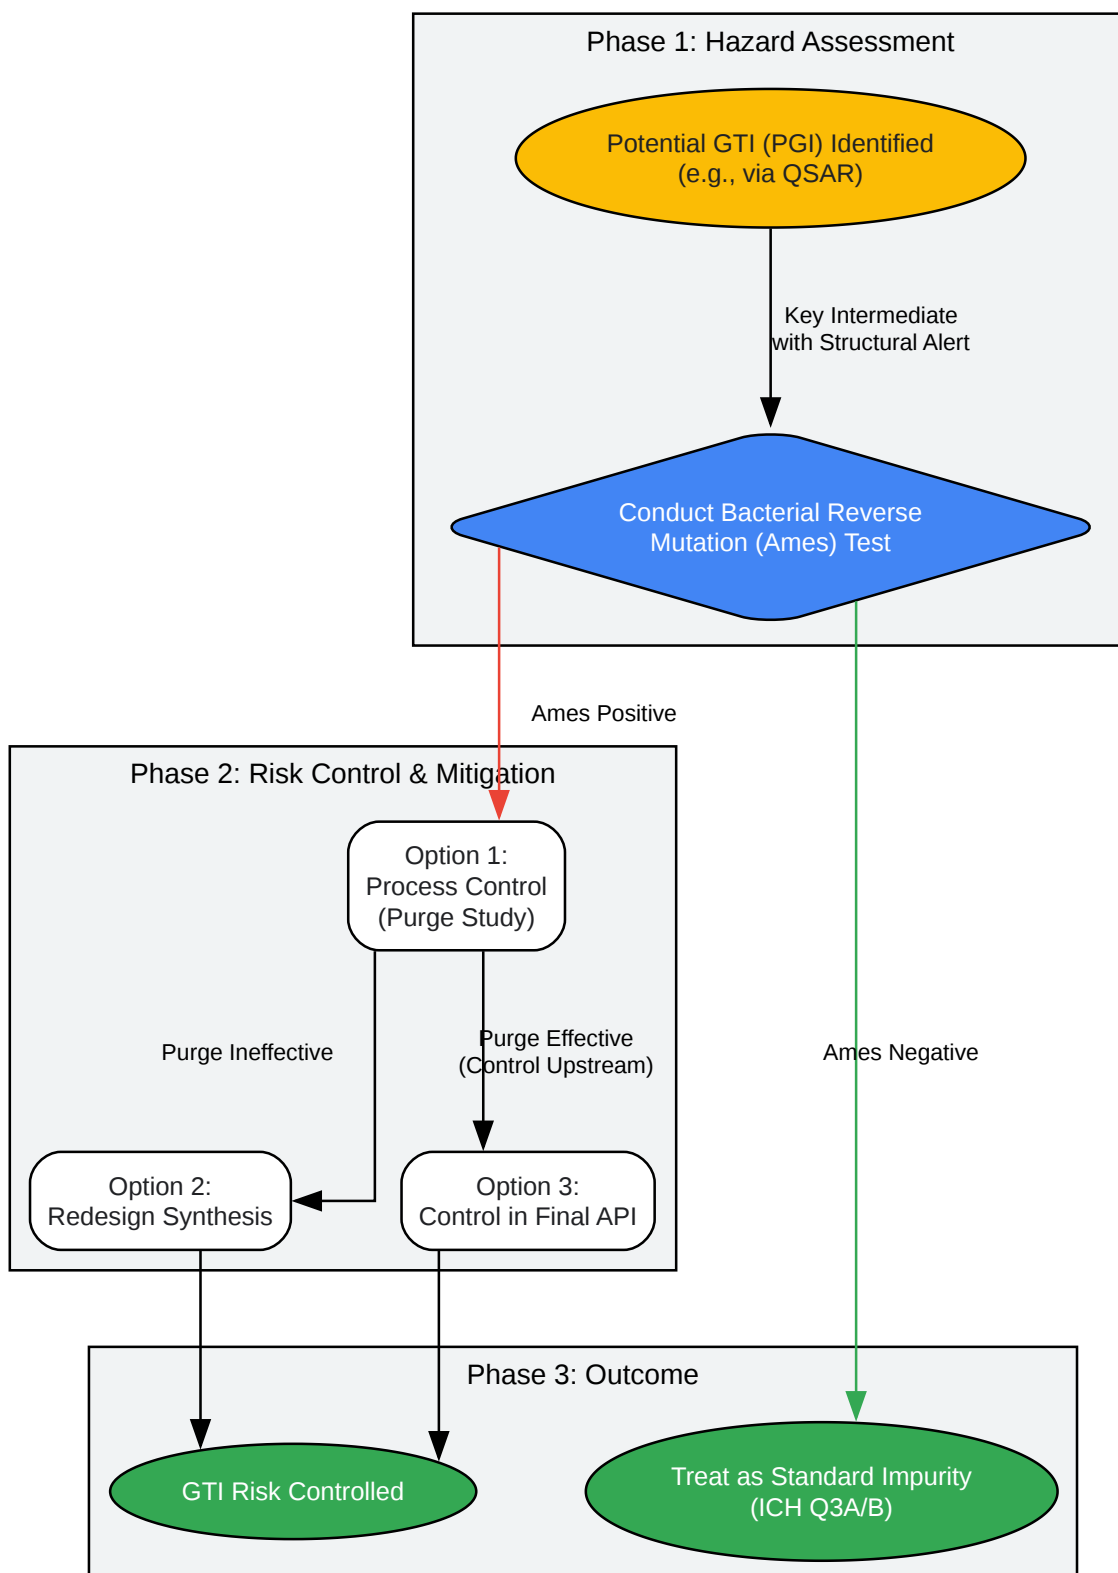 Phase 1: Hazard Assessment
Potential GTI (PGI) Identified
(e.g., via QSAR)
Key Intermediate
with Structural Alert
Conduct Bacterial Reverse
Mutation (Ames) Test
Ames Positive
Phase 2: Risk Control & Mitigation
Option 1:
Process Control
(Purge Study)
Purge Ineffective
Purge Effective
(Control Upstream)
Ames Negative
Option 2:
Redesign Synthesis
Option 3:
Control in Final API
Phase 3: Outcome
GTI Risk Controlled
Treat as Standard Impurity
(ICH Q3A/B)